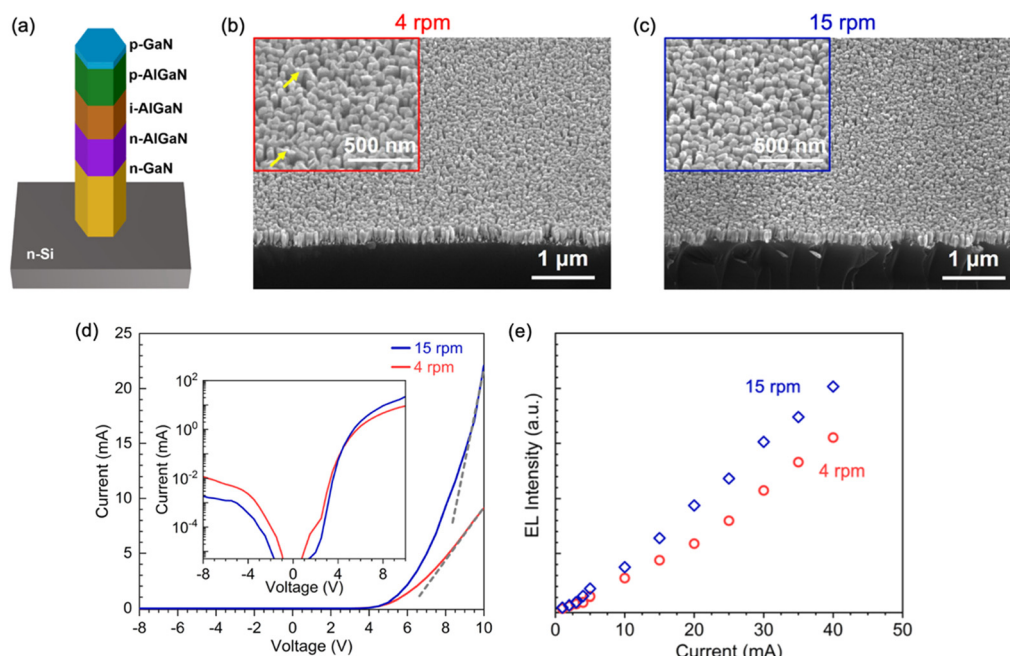 (a)
p-GaN
p-AlGaN
i-AlGaN
n-AlGaN
n-GaN
n-Si
(b)
4 rpm
500 nm
1 μm
(c)
15 rpm
600 nm
1 μm
(d)
25
20
15
10
5
0
Current (mA)
-8 -6 -4 -2 0 2 4 6 8 10
Voltage (V)
15 rpm
4 rpm
10²
10⁰
10⁻²
10⁻⁴
Current (mA)
-8 -4 0 4 8
Voltage (V)
(e)
EL Intensity (a.u.)
15 rpm
4 rpm
0 10 20 30 40 50
Current (mA)